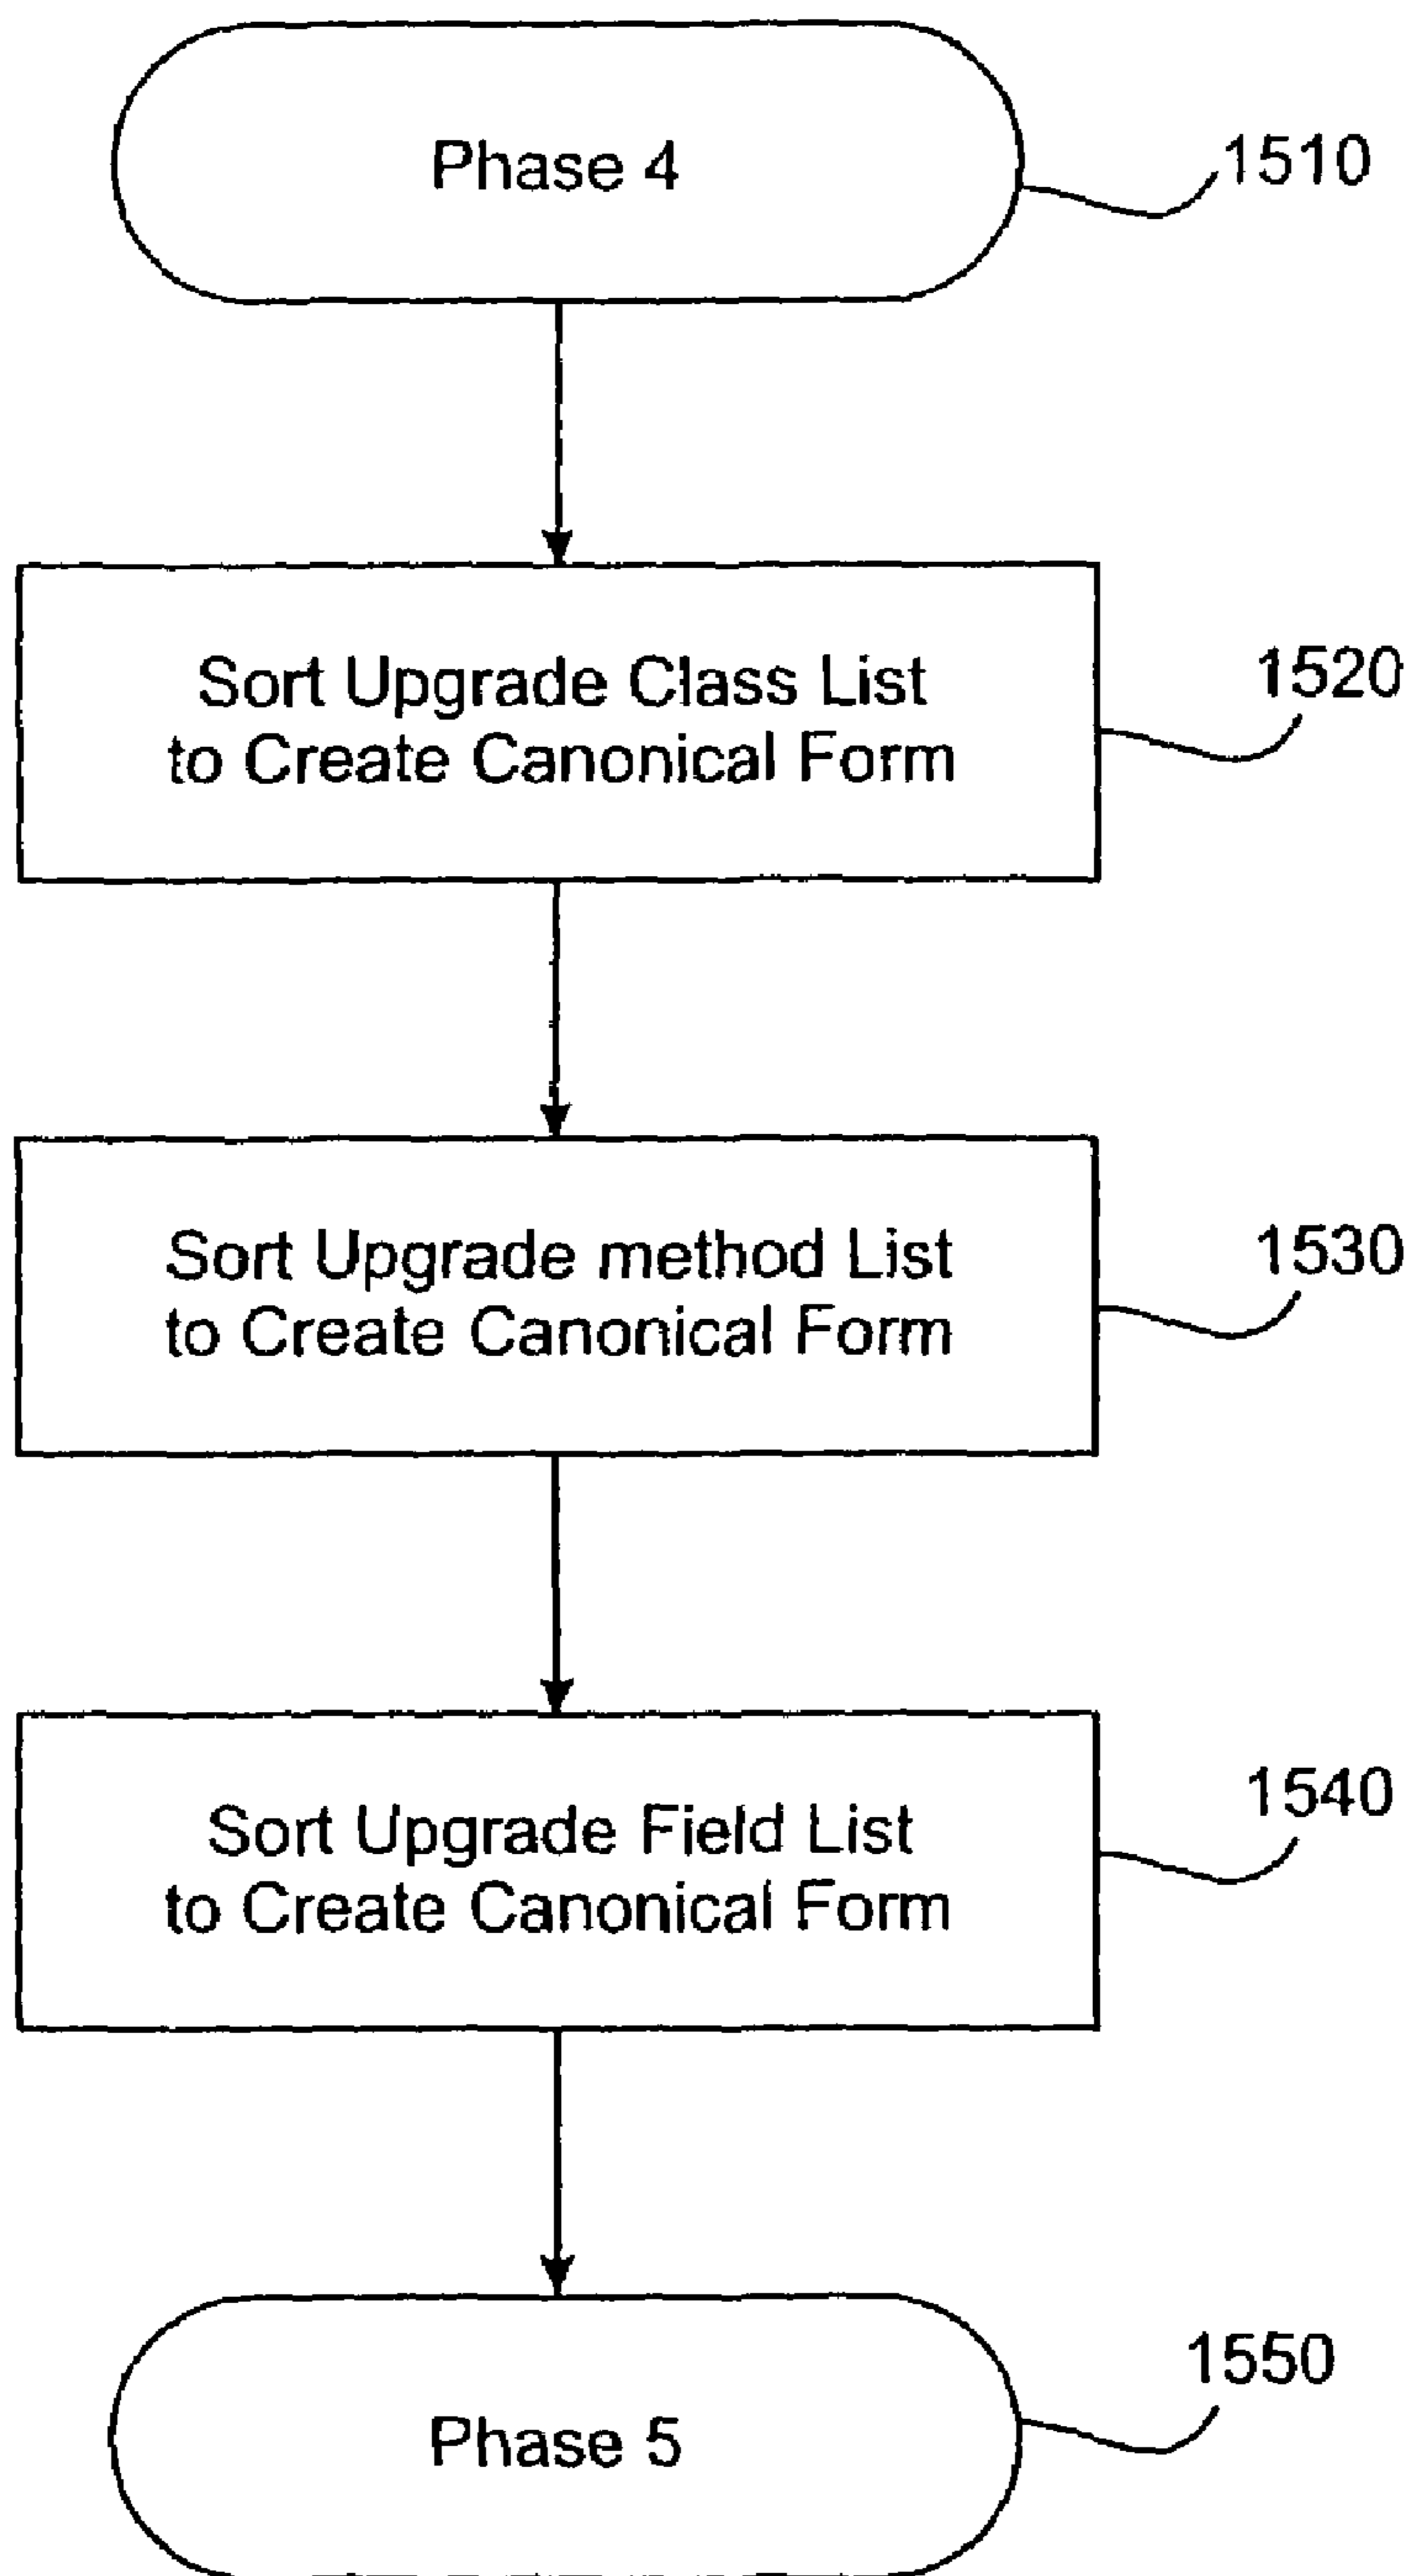 Phase 4
1510
Sort Upgrade Class List
to Create Canonical Form
1520
Sort Upgrade method List
to Create Canonical Form
1530
Sort Upgrade Field List
to Create Canonical Form
1540
Phase 5
1550